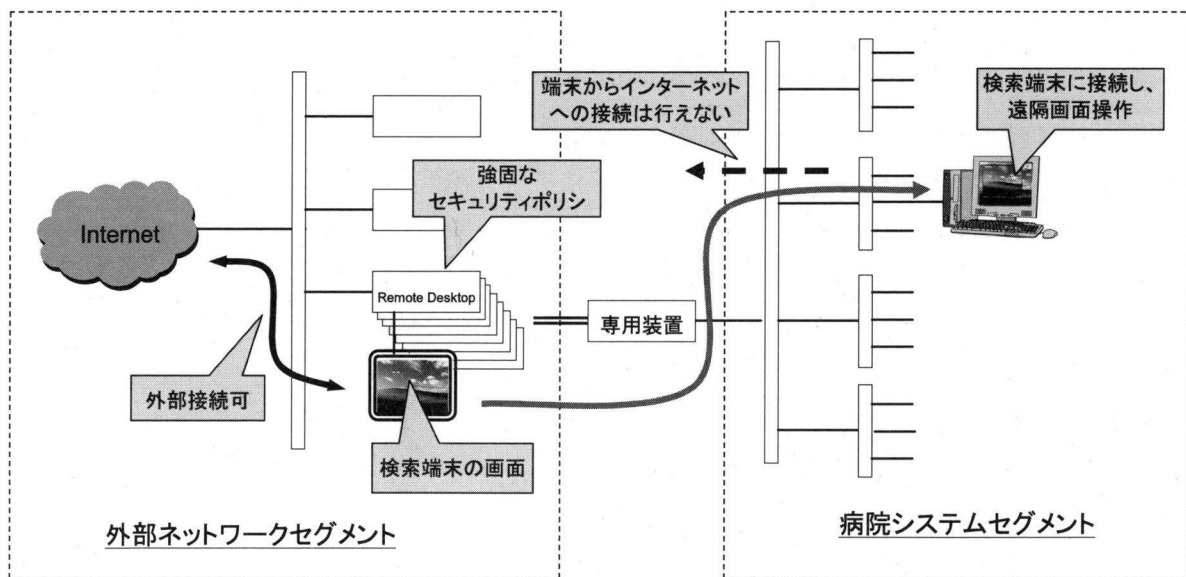 端末からインターネット
への接続は行えない
検索端末に接続し、
遠隔画面操作
強固な
セキュリティポリシ
Internet
Remote Desktop
専用装置
外部接続可
検索端末の画面
外部ネットワークセグメント
病院システムセグメント